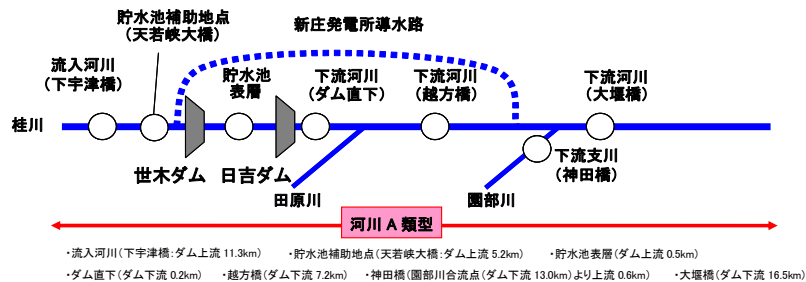 貯水池補助地点
(天若峡大橋)
新庄発電所導水路
流入河川
(下宇津橋)
貯水池
表層
下流河川
(ダム直下)
下流河川
(越方橋)
下流河川
(大堰橋)
桂川
世木ダム
日吉ダム
下流支川
(神田橋)
田原川
園部川
河川A類型
・流入河川(下宇津橋:ダム上流 11.3km) ・貯水池補助地点(天若峡大橋:ダム上流 5.2km) ・貯水池表層(ダム上流 0.5km)
・ダム直下(ダム下流 0.2km) ・越方橋(ダム下流 7.2km) ・神田橋(園部川合流点(ダム下流 13.0km)より上流 0.6km) ・大堰橋(ダム下流 16.5km)